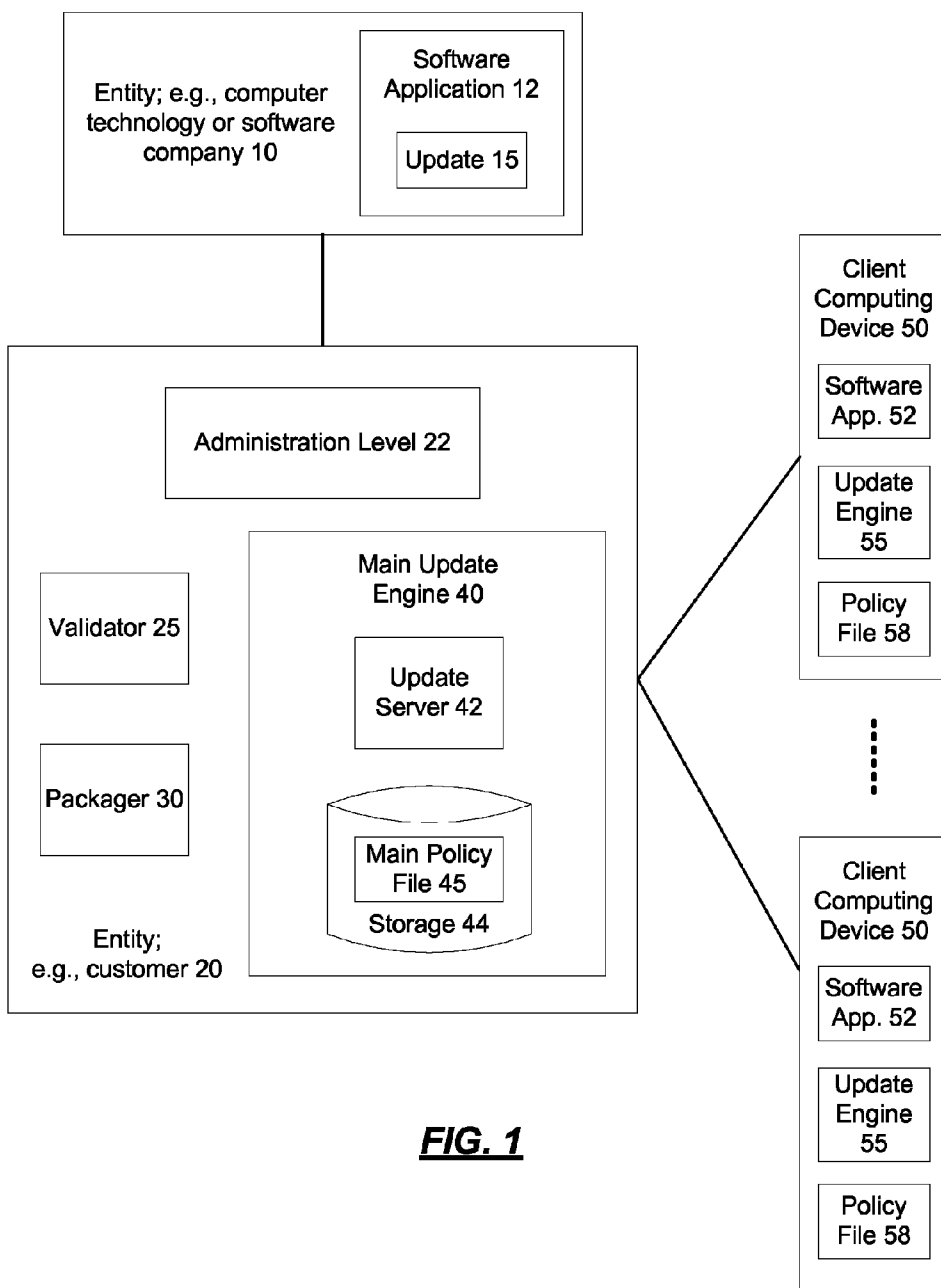 Entity; e.g., computer
technology or software
company 10
Software
Application 12
Update 15
Administration Level 22
Validator 25
Packager 30
Entity;
e.g., customer 20
Main Update
Engine 40
Update
Server 42
Main Policy
File 45
Storage 44
Client
Computing
Device 50
Software
App. 52
Update
Engine
55
Policy
File 58
Client
Computing
Device 50
Software
App. 52
Update
Engine
55
Policy
File 58
FIG. 1